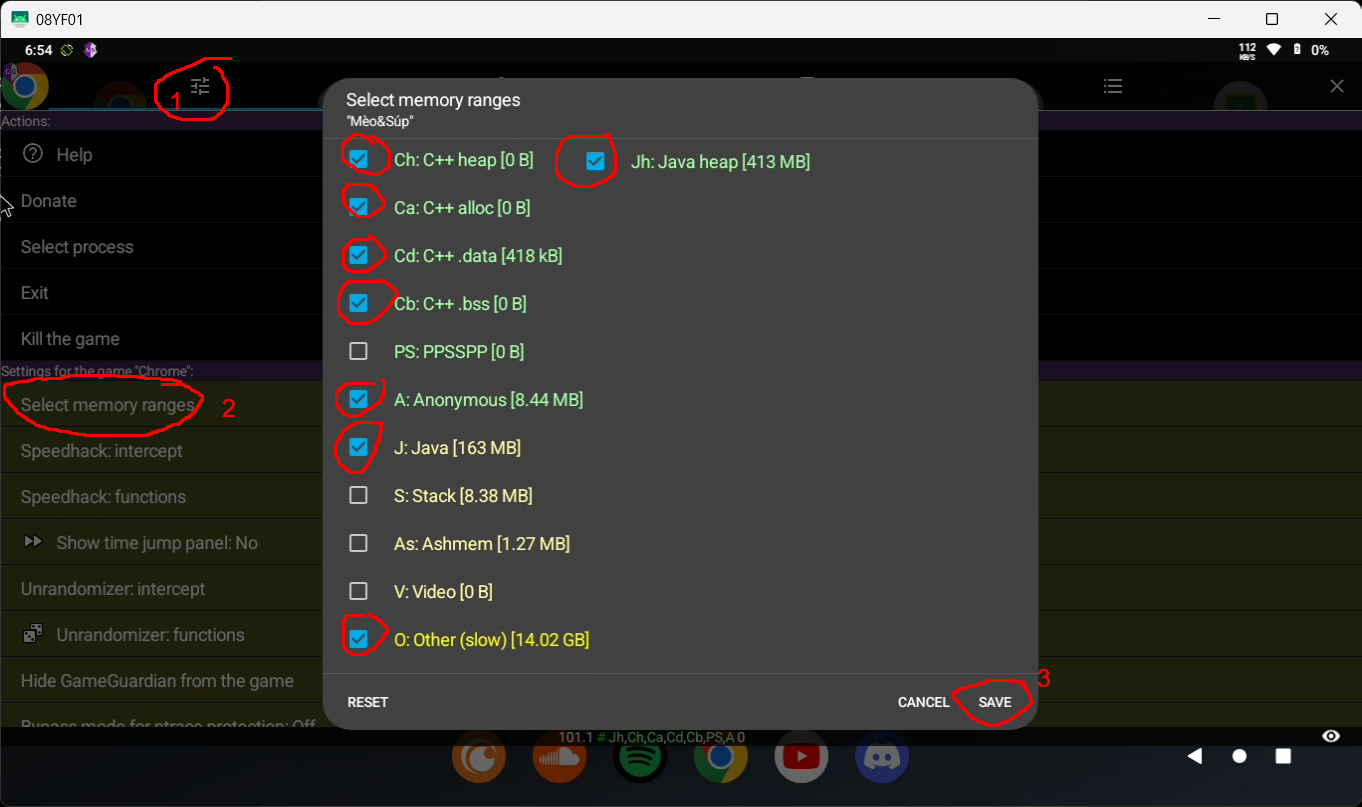 08YF01
6:54
112
KB/S
0%
1
Actions:
Help
Donate
Select process
Exit
Kill the game
Settings for the game "Chrome":
Select memory ranges
2
Speedhack: intercept
Speedhack: functions
Show time jump panel: No
Unrandomizer: intercept
Unrandomizer: functions
Hide GameGuardian from the game
Bypass mode for ptrace protection: Off
Select memory ranges
"Mèo&Súp"
Ch: C++ heap [0 B]
Jh: Java heap [413 MB]
Ca: C++ alloc [0 B]
Cd: C++ .data [418 kB]
Cb: C++ .bss [0 B]
PS: PPSSPP [0 B]
A: Anonymous [8.44 MB]
J: Java [163 MB]
S: Stack [8.38 MB]
As: Ashmem [1.27 MB]
V: Video [0 B]
O: Other (slow) [14.02 GB]
RESET
CANCEL
SAVE
3
101.1 # Jh,Ch,Ca,Cd,Cb,PS,A 0